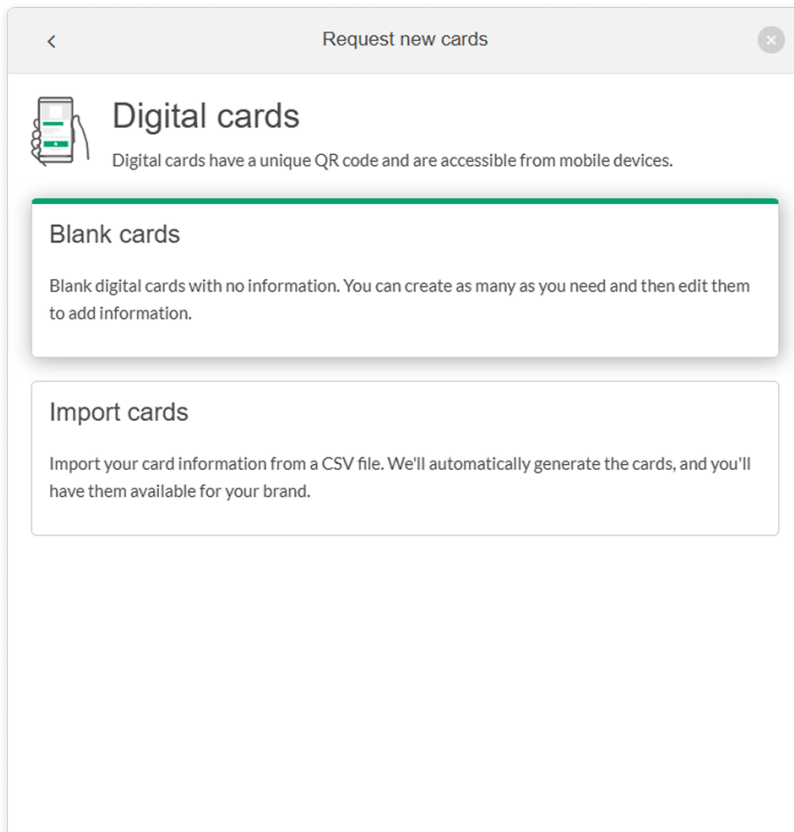 Request new cards
Digital cards
Digital cards have a unique QR code and are accessible from mobile devices.
Blank cards
Blank digital cards with no information. You can create as many as you need and then edit them
to add information.
Import cards
Import your card information from a CSV file. We'll automatically generate the cards, and you'll
have them available for your brand.